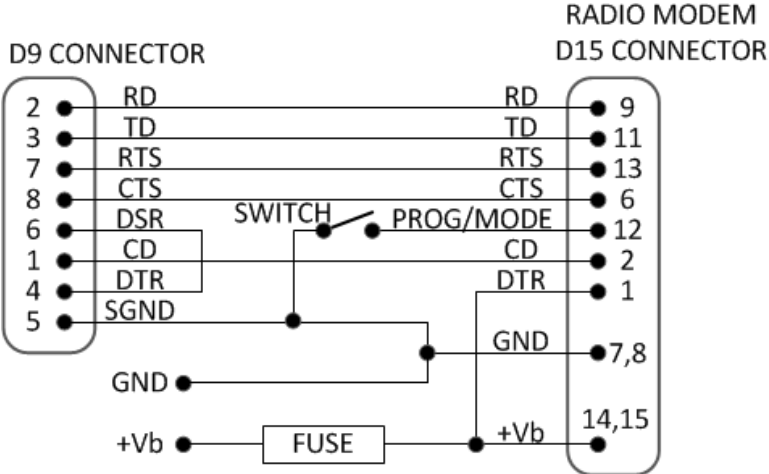 RADIO MODEM
D9 CONNECTOR D15 CONNECTOR
2 RD RD 9
3 TD TD 11
7 RTS RTS 13
8 CTS CTS 6
6 DSR SWITCH PROG/MODE 12
1 CD CD 2
4 DTR DTR 1
5 SGND
GND 7,8
GND
14,15
+Vb FUSE +Vb